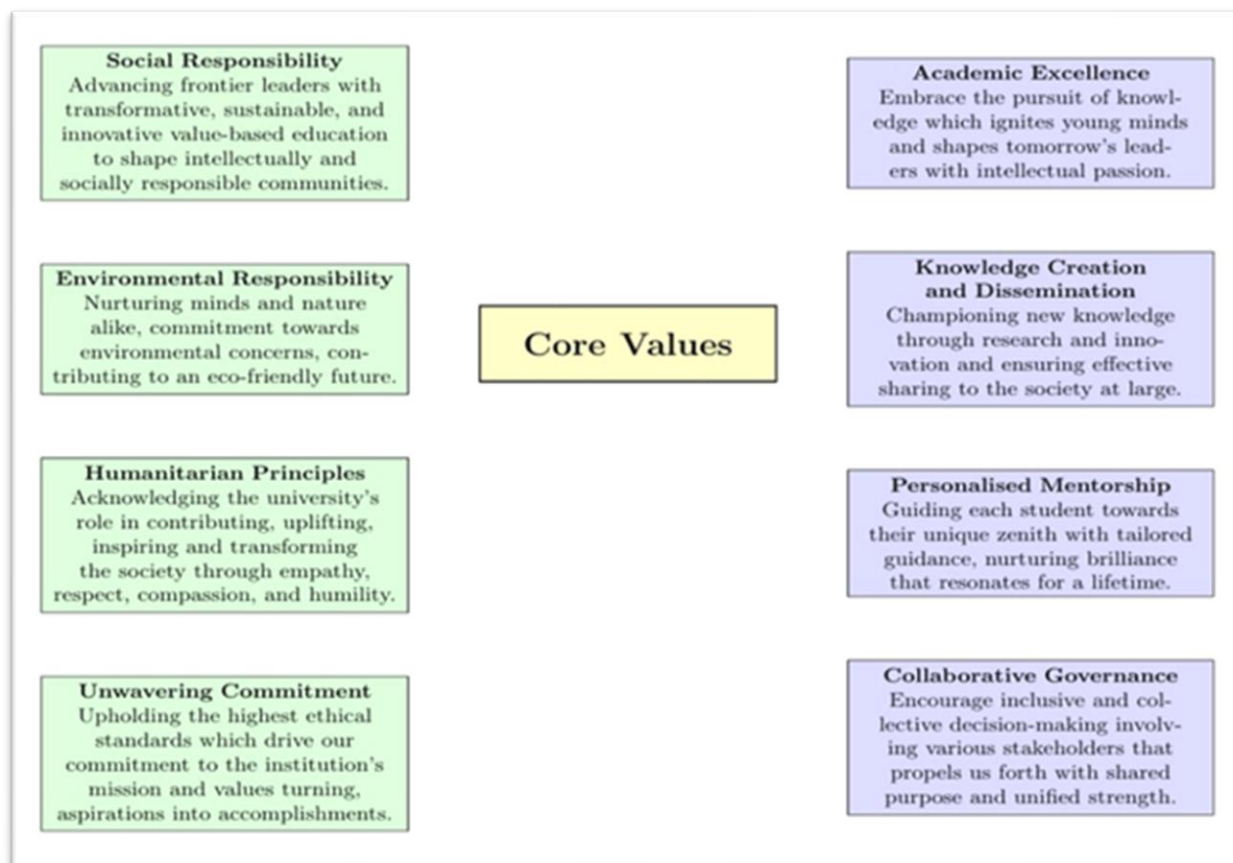 Social Responsibility
Advancing frontier leaders with
transformative, sustainable, and
innovative value-based education
to shape intellectually and
socially responsible communities.
Environmental Responsibility
Nurturing minds and nature
alike, commitment towards
environmental concerns, con-
tributing to an eco-friendly future.
Humanitarian Principles
Acknowledging the university's
role in contributing, uplifting,
inspiring and transforming
the society through empathy,
respect, compassion, and humility.
Unwavering Commitment
Upholding the highest ethical
standards which drive our
commitment to the institution's
mission and values turning,
aspirations into accomplishments.
Core Values
Academic Excellence
Embrace the pursuit of knowl-
edge which ignites young minds
and shapes tomorrow's lead-
ers with intellectual passion.
Knowledge Creation
and Dissemination
Championing new knowledge
through research and inno-
vation and ensuring effective
sharing to the society at large.
Personalised Mentorship
Guiding each student towards
their unique zenith with tailored
guidance, nurturing brilliance
that resonates for a lifetime.
Collaborative Governance
Encourage inclusive and col-
lective decision-making involv-
ing various stakeholders that
propels us forth with shared
purpose and unified strength.